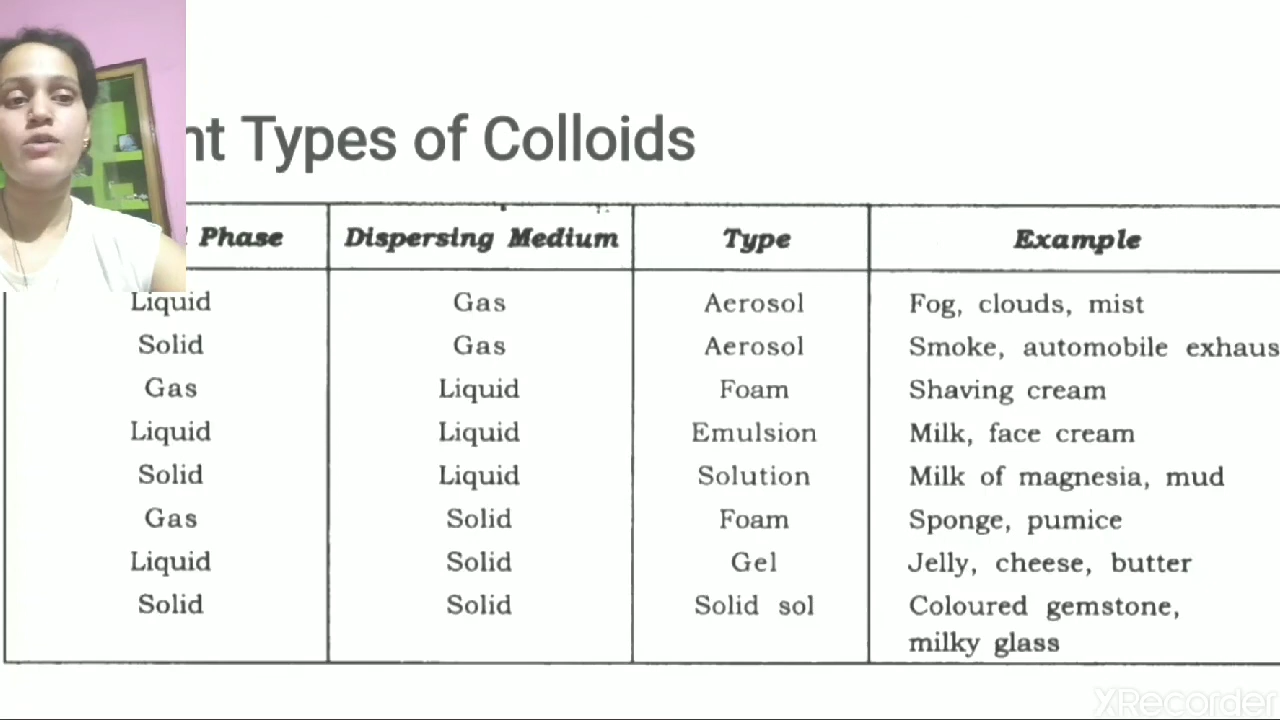 nt Types of Colloids
Phase Dispersing Medium Type Example
Liquid Gas Aerosol Fog, clouds, mist
Solid Gas Aerosol Smoke, automobile exhaus
Gas Liquid Foam Shaving cream
Liquid Liquid Emulsion Milk, face cream
Solid Liquid Solution Milk of magnesia, mud
Gas Solid Foam Sponge, pumice
Liquid Solid Gel Jelly, cheese, butter
Solid Solid Solid sol Coloured gemstone,
milky glass
XRecorder